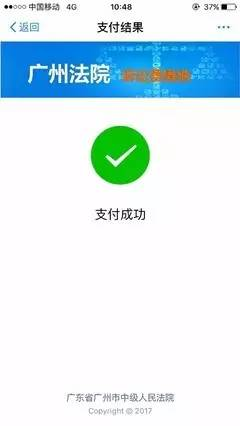 中国移动 4G 10:48 37%
返回 支付结果
广州法院
支付成功
广东省广州市中级人民法院
Copyright © 2017